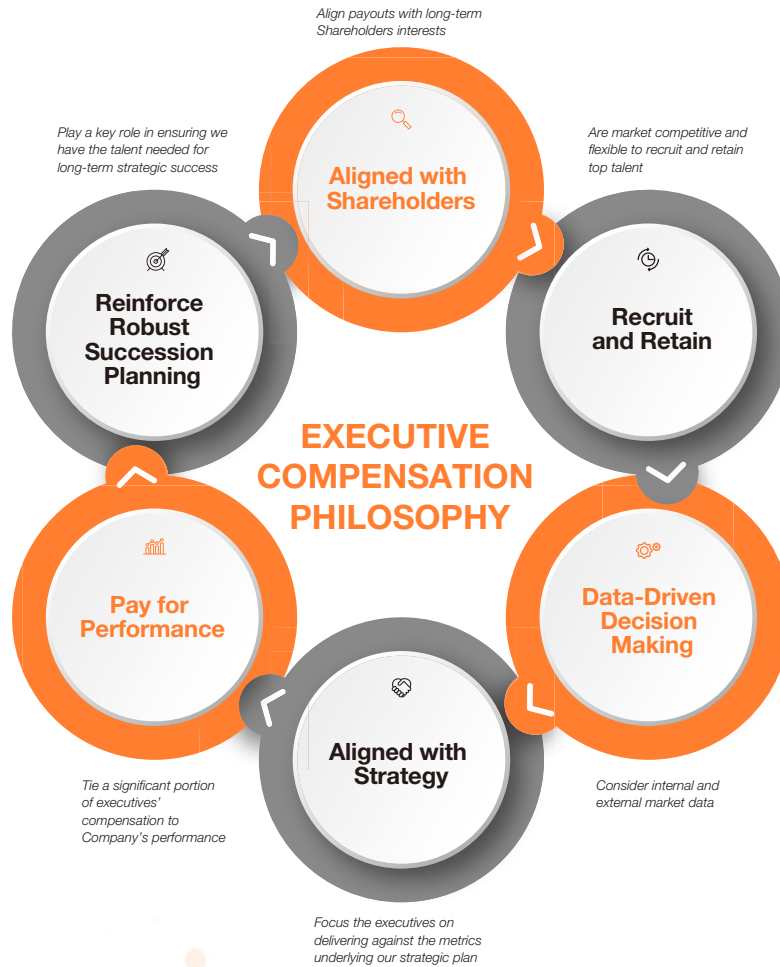 Align payouts with long-term
Shareholders interests
Aligned with
Shareholders
Are market competitive and
flexible to recruit and retain
top talent
Recruit
and Retain
Data-Driven
Decision
Making
Consider internal and
external market data
Aligned with
Strategy
Focus the executives on
delivering against the metrics
underlying our strategic plan
Pay for
Performance
Tie a significant portion
of executives'
compensation to
Company's performance
Play a key role in ensuring we
have the talent needed for
long-term strategic success
Reinforce
Robust
Succession
Planning
EXECUTIVE
COMPENSATION
PHILOSOPHY